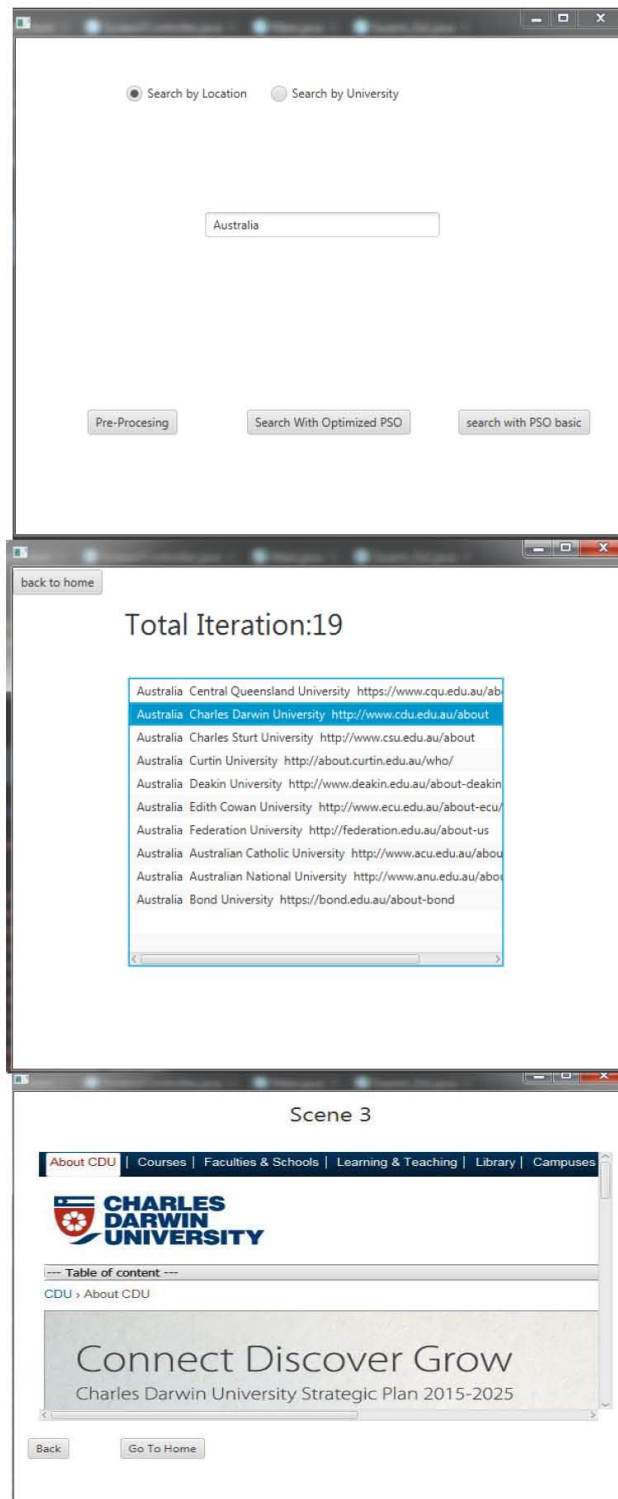 Search by Location Search by University
Australia
Pre-Procesing Search With Optimized PSO search with PSO basic
back to home
Total Iteration:19
Australia Central Queensland University https://www.cqu.edu.au/ab
Australia Charles Darwin University http://www.cdu.edu.au/about
Australia Charles Sturt University http://www.csu.edu.au/about
Australia Curtin University http://about.curtin.edu.au/who/
Australia Deakin University http://www.deakin.edu.au/about-deakin
Australia Edith Cowan University http://www.ecu.edu.au/about-ecu/
Australia Federation University http://federation.edu.au/about-us
Australia Australian Catholic University http://www.acu.edu.au/abou
Australia Australian National University http://www.anu.edu.au/abo
Australia Bond University https://bond.edu.au/about-bond
Scene 3
About CDU | Courses | Faculties & Schools | Learning & Teaching | Library | Campuses
CHARLES
DARWIN
UNIVERSITY
--- Table of content ---
CDU › About CDU
Connect Discover Grow
Charles Darwin University Strategic Plan 2015-2025
Back Go To Home